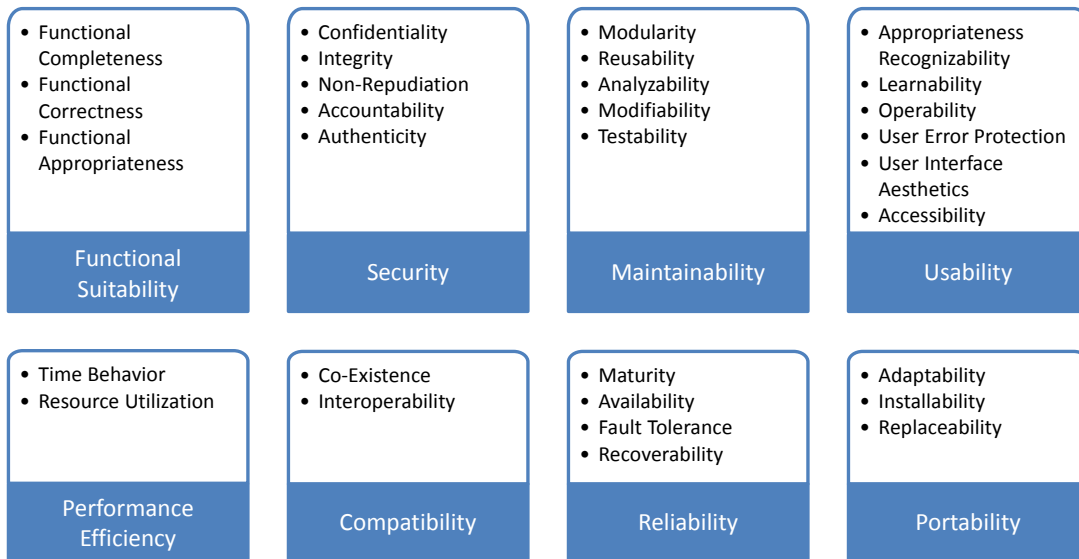 • Functional
Completeness
• Functional
Correctness
• Functional
Appropriateness
Functional
Suitability
• Confidentiality
• Integrity
• Non-Repudiation
• Accountability
• Authenticity
Security
• Modularity
• Reusability
• Analyzability
• Modifiability
• Testability
Maintainability
• Appropriateness
Recognizability
• Learnability
• Operability
• User Error Protection
• User Interface
Aesthetics
• Accessibility
Usability
• Time Behavior
• Resource Utilization
Performance
Efficiency
• Co-Existence
• Interoperability
Compatibility
• Maturity
• Availability
• Fault Tolerance
• Recoverability
Reliability
• Adaptability
• Installability
• Replaceability
Portability